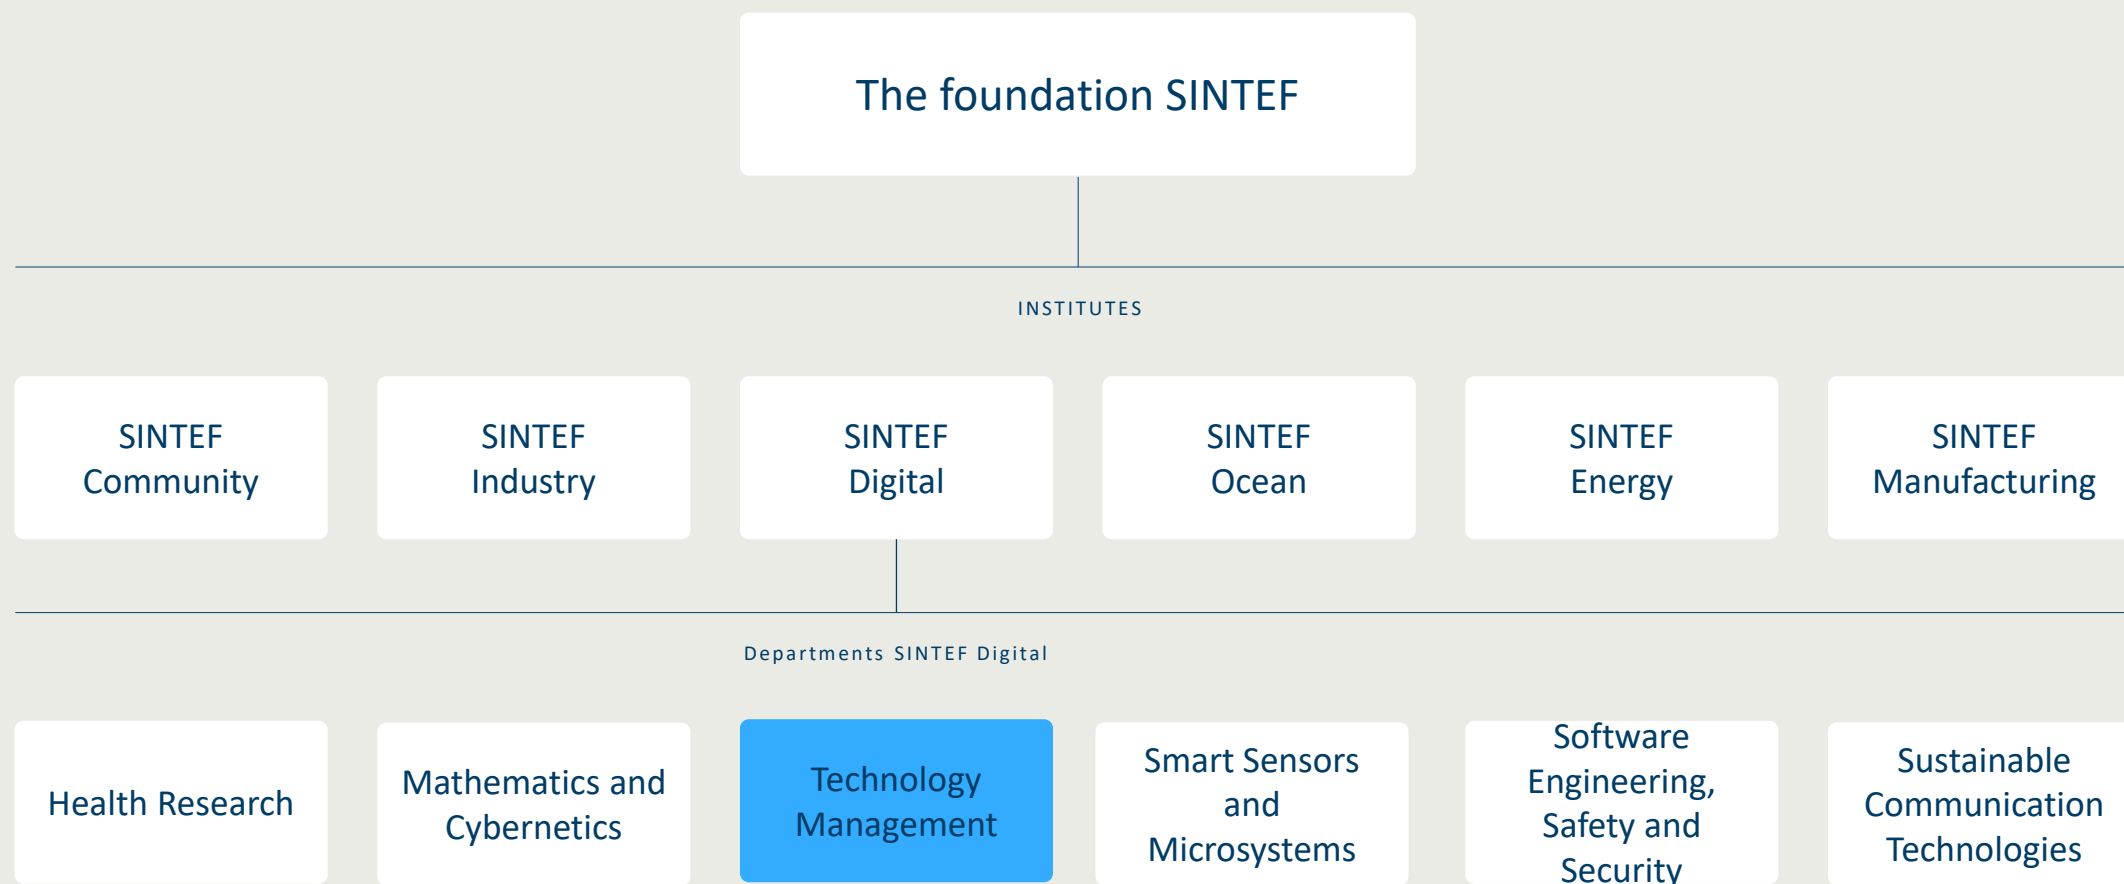 The foundation SINTEF
INSTITUTES
SINTEF
Community
SINTEF
Industry
SINTEF
Digital
SINTEF
Ocean
SINTEF
Energy
SINTEF
Manufacturing
Departments SINTEF Digital
Health Research
Mathematics and
Cybernetics
Technology
Management
Smart Sensors
and
Microsystems
Software
Engineering,
Safety and
Security
Sustainable
Communication
Technologies